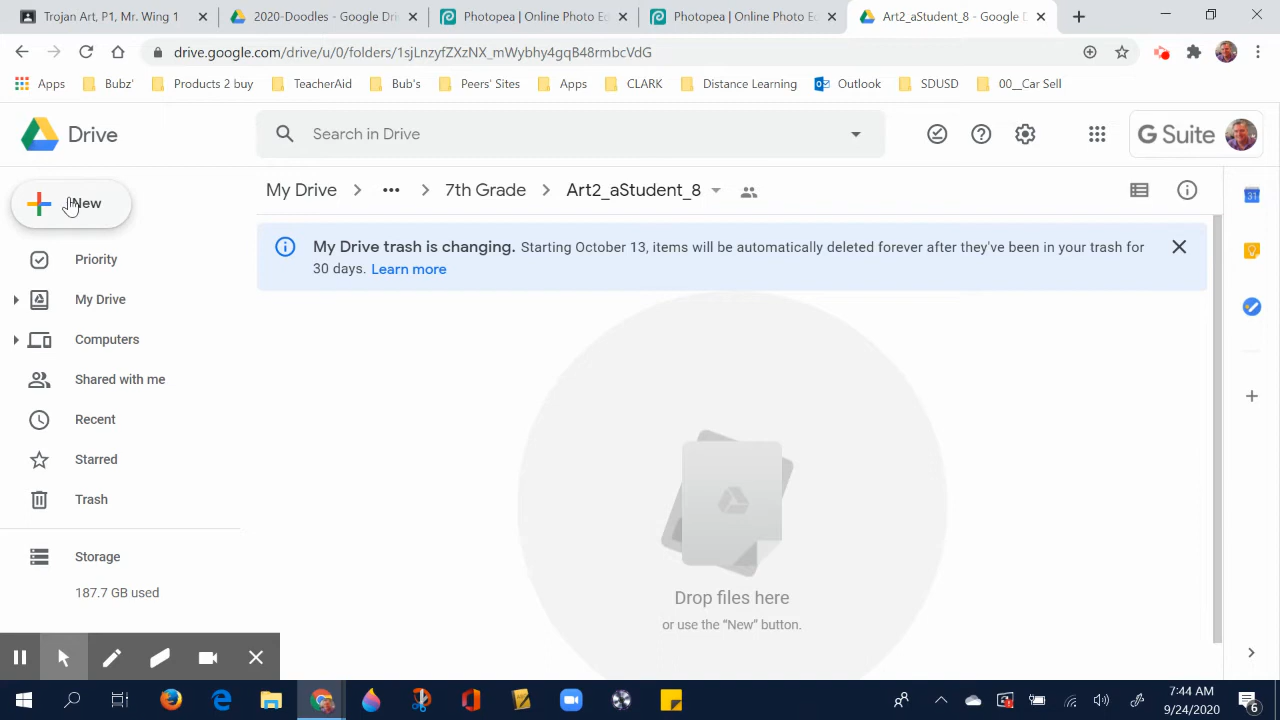 Trojan Art, P1, Mr. Wing 1
2020-Doodles - Google Dri
Photopea | Online Photo Ed
Photopea | Online Photo Ed
Art2_aStudent_8 - Google D
drive.google.com/drive/u/0/folders/1sjLnzyfZXzNX_mWybhy4gqB48rmbcVdG
Apps
Bubz'
Products 2 buy
TeacherAid
Bub's
Peers' Sites
Apps
CLARK
Distance Learning
Outlook
SDUSD
00__Car Sell
Drive
Search in Drive
G Suite
New
My Drive
7th Grade
Art2_aStudent_8
My Drive trash is changing. Starting October 13, items will be automatically deleted forever after they've been in your trash for
30 days. Learn more
Priority
My Drive
Computers
Shared with me
Recent
Starred
Trash
Storage
187.7 GB used
Drop files here
or use the “New” button.
7:44 AM
9/24/2020
6